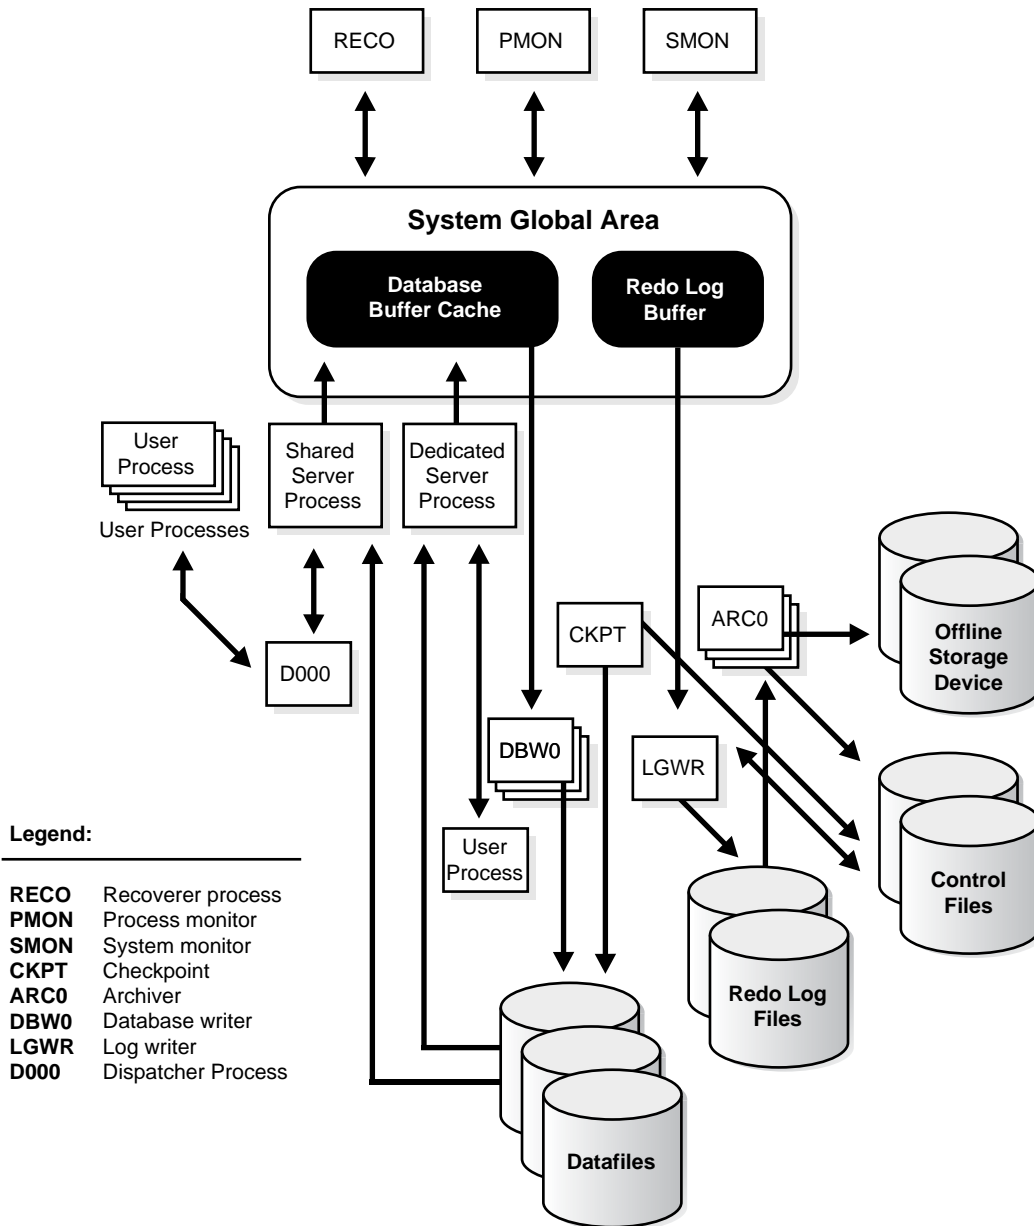 RECO
PMON
SMON
System Global Area
Database
Buffer Cache
Redo Log
Buffer
User
Process
User Processes
Shared
Server
Process
Dedicated
Server
Process
D000
CKPT
ARC0
Offline
Storage
Device
DBW0
LGWR
User
Process
Control
Files
Redo Log
Files
Datafiles
Legend:
RECO Recoverer process
PMON Process monitor
SMON System monitor
CKPT Checkpoint
ARC0 Archiver
DBW0 Database writer
LGWR Log writer
D000 Dispatcher Process